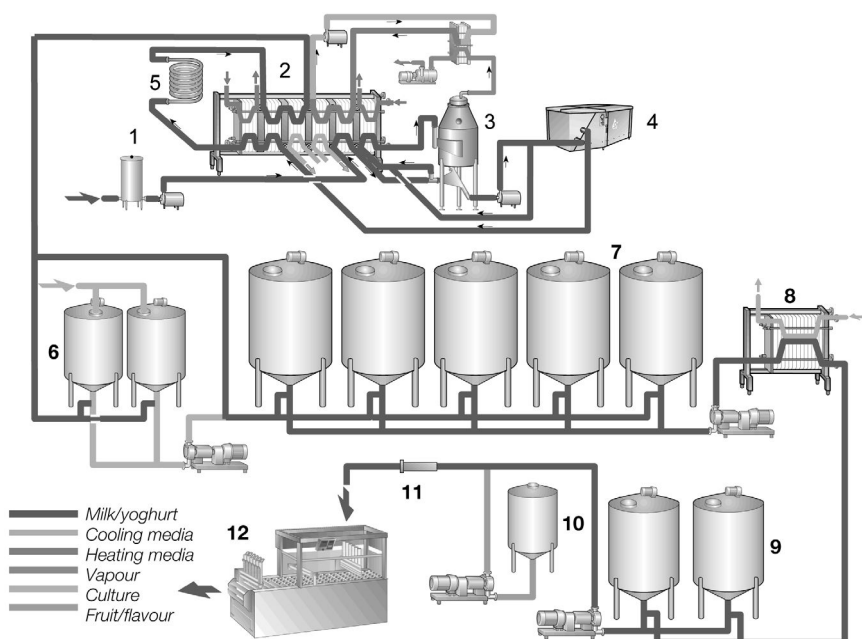 5
2
1
3
4
7
8
6
11
10
9
12
Milk/yoghurt
Cooling media
Heating media
Vapour
Culture
Fruit/flavour